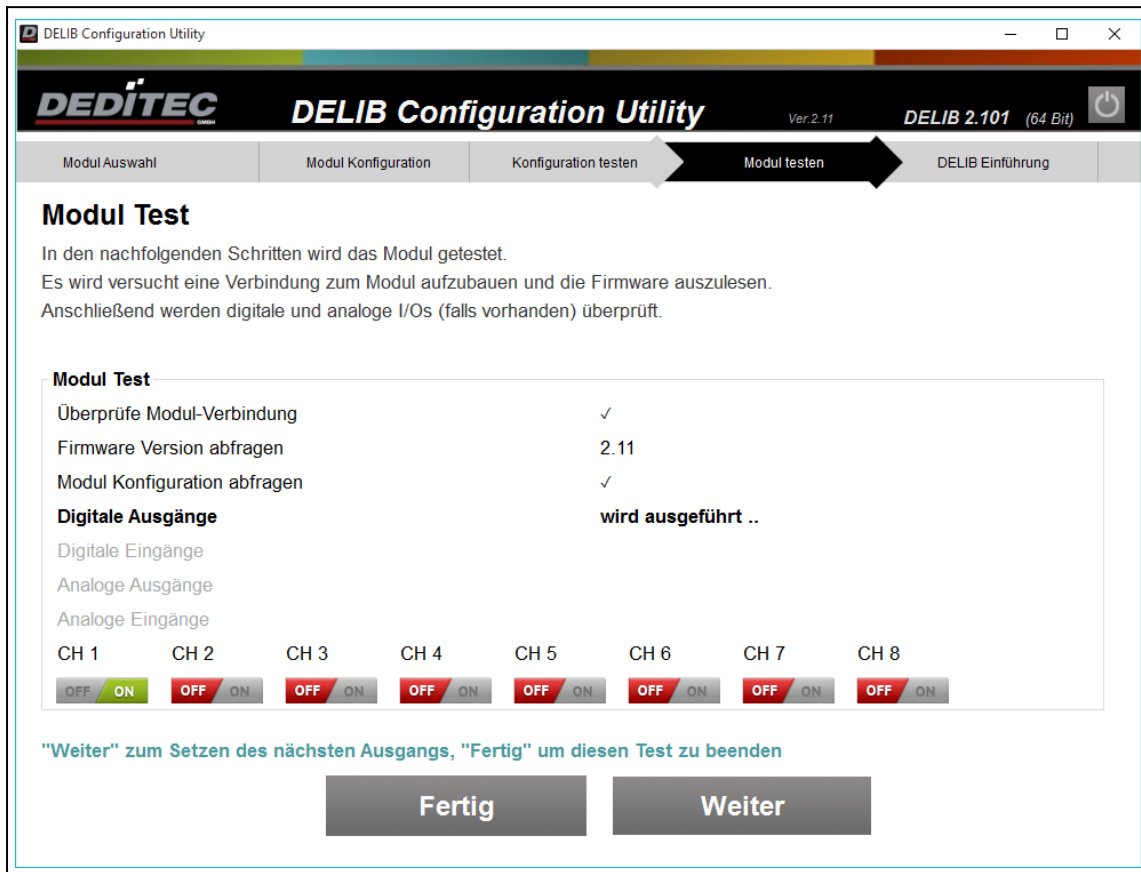 DELIB Configuration Utility
DEDITEC GMBH DELIB Configuration Utility Ver.2.11 DELIB 2.101 (64 Bit)
Modul Auswahl Modul Konfiguration Konfiguration testen Modul testen DELIB Einführung
Modul Test
In den nachfolgenden Schritten wird das Modul getestet.
Es wird versucht eine Verbindung zum Modul aufzubauen und die Firmware auszulesen.
Anschließend werden digitale und analoge I/Os (falls vorhanden) überprüft.
Modul Test
Überprüfe Modul-Verbindung ✓
Firmware Version abfragen 2.11
Modul Konfiguration abfragen ✓
Digitale Ausgänge wird ausgeführt ..
Digitale Eingänge
Analoge Ausgänge
Analoge Eingänge
CH 1 CH 2 CH 3 CH 4 CH 5 CH 6 CH 7 CH 8
OFF ON OFF ON OFF ON OFF ON OFF ON OFF ON OFF ON OFF ON
"Weiter" zum Setzen des nächsten Ausgangs, "Fertig" um diesen Test zu beenden
Fertig Weiter